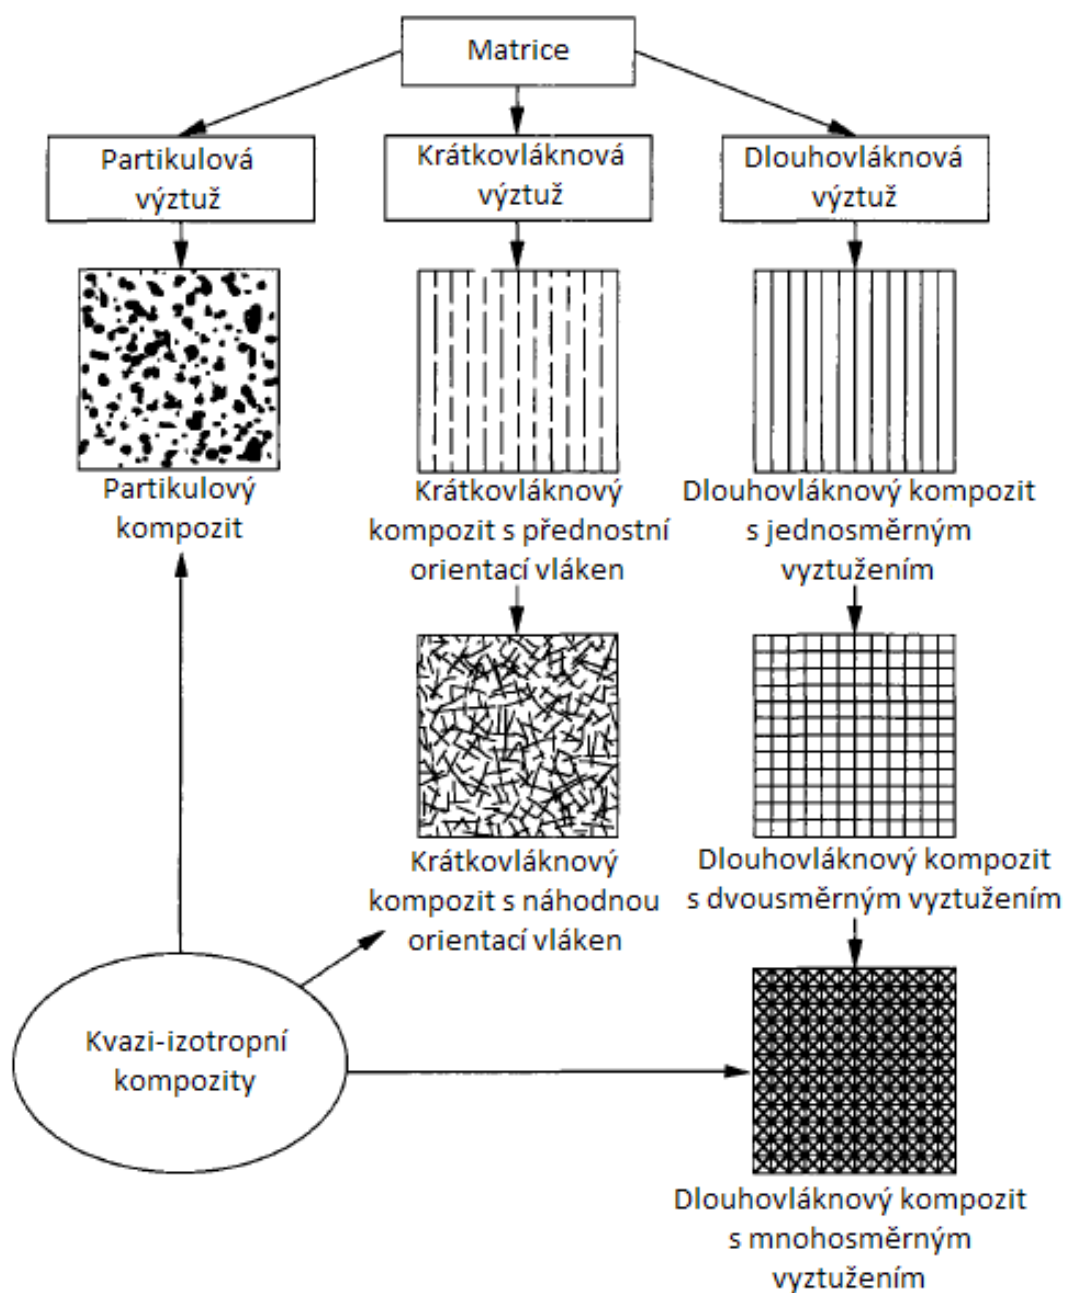 Matrice
Partikulová
výztuž
Krátkovláknová
výztuž
Dlouhovláknová
výztuž
Partikulový
kompozit
Krátkovláknový
kompozit s přednostní
orientací vláken
Dlouhovláknový kompozit
s jednosměrným
vyztužením
Krátkovláknový
kompozit s náhodnou
orientací vláken
Dlouhovláknový kompozit
s dvousměrným vyztužením
Kvazi-izotropní
kompozity
Dlouhovláknový kompozit
s mnohosměrným
vyztužením